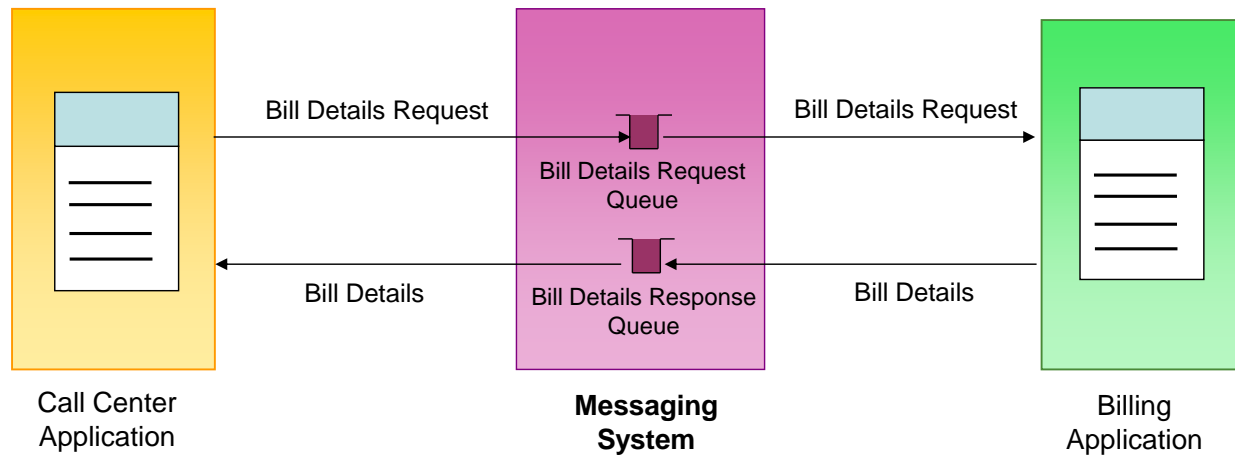 Bill Details Request
Bill Details Request
Bill Details Request
Queue
Bill Details
Bill Details Response
Queue
Bill Details
Call Center
Application
Messaging
System
Billing
Application